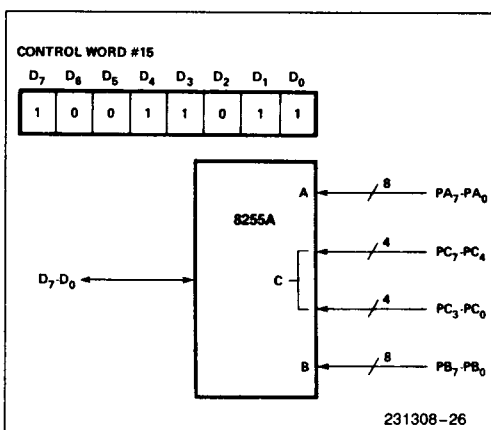 CONTROL WORD #15
D7 D6 D5 D4 D3 D2 D1 D0
1 0 0 1 1 0 1 1
A 8 PA7-PA0
8255A
4 PC7-PC4
D7-D0 C
4 PC3-PC0
B 8 PB7-PB0
231308-26